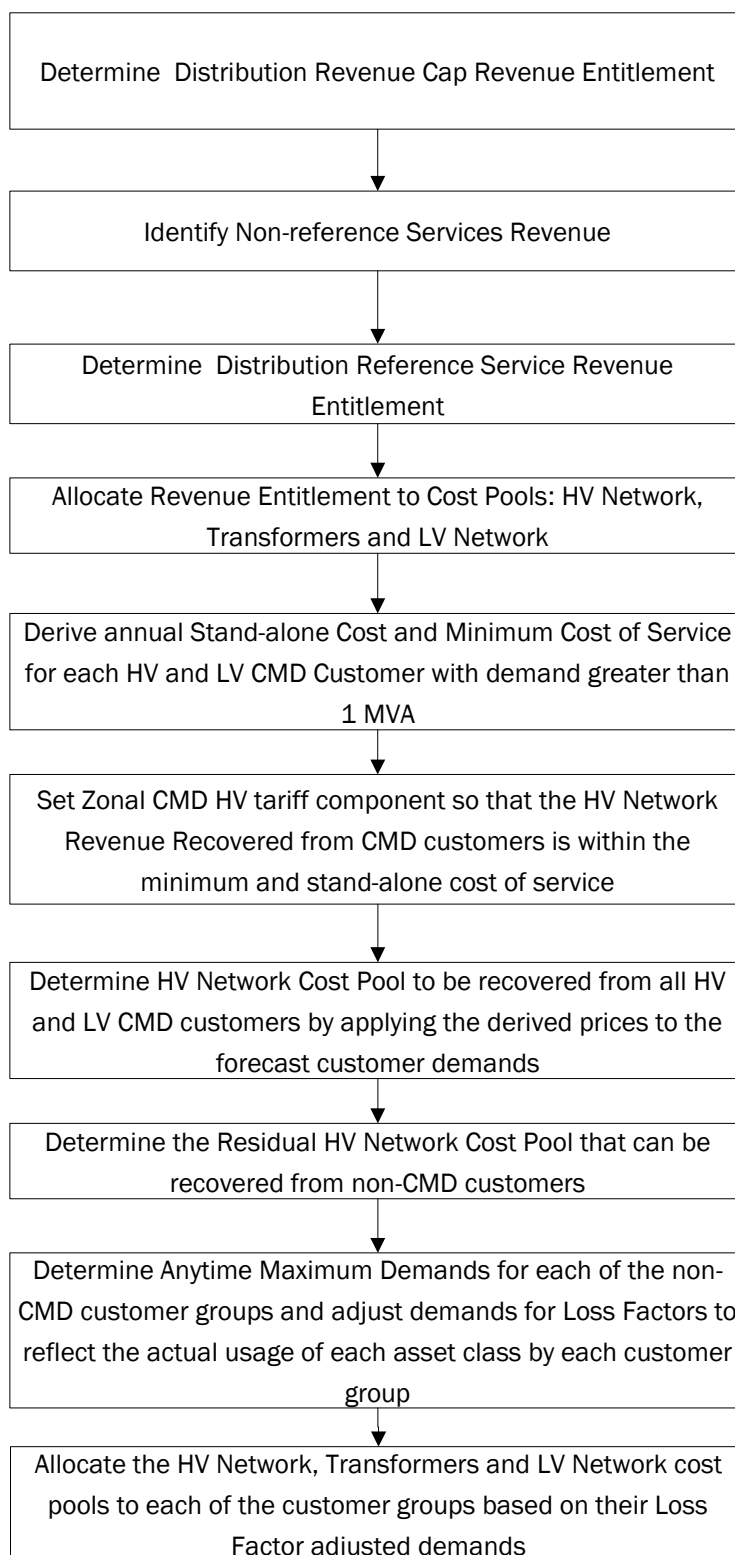 Determine  Distribution Revenue Cap Revenue Entitlement
Identify Non-reference Services Revenue
Determine  Distribution Reference Service Revenue
Entitlement
Allocate Revenue Entitlement to Cost Pools: HV Network,
Transformers and LV Network
Derive annual Stand-alone Cost and Minimum Cost of Service
for each HV and LV CMD Customer with demand greater than
1 MVA
Set Zonal CMD HV tariff component so that the HV Network
Revenue Recovered from CMD customers is within the
minimum and stand-alone cost of service
Determine HV Network Cost Pool to be recovered from all HV
and LV CMD customers by applying the derived prices to the
forecast customer demands
Determine the Residual HV Network Cost Pool that can be
recovered from non-CMD customers
Determine Anytime Maximum Demands for each of the non-
CMD customer groups and adjust demands for Loss Factors to
reflect the actual usage of each asset class by each customer
group
Allocate the HV Network, Transformers and LV Network cost
pools to each of the customer groups based on their Loss
Factor adjusted demands